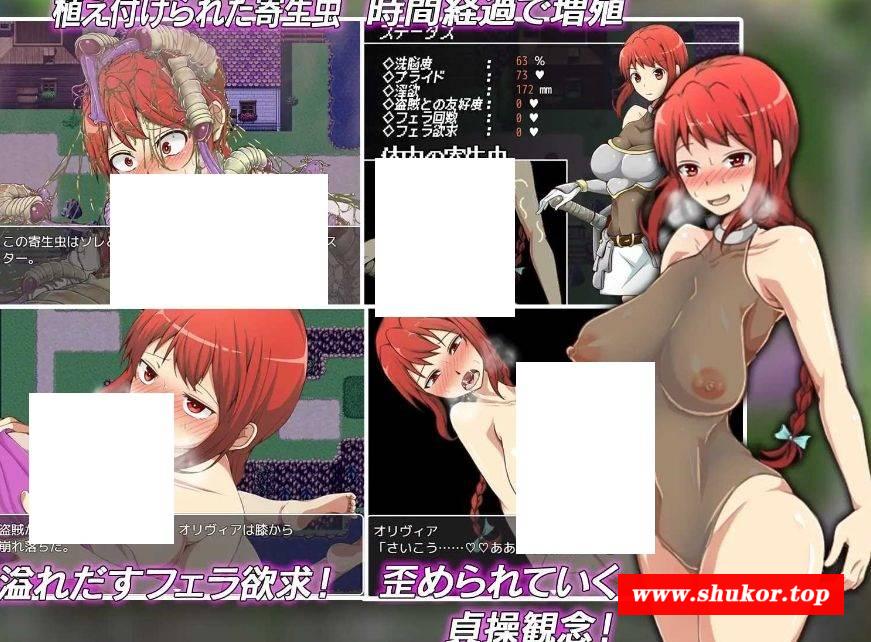 植え付けられた寄生虫 時間経過で増殖
ステータス
◇洗脳度 : 63 %
◇プライド : 73 ♥
◇淫欲 : 172 mm
◇盗賊との友好度 : 0 ♥
◇フェラ回数 : 0 ♥
◇フェラ欲求 : 0 ♥
体内の寄生虫
この寄生虫はソレ
ター。
オリヴィアは膝から
崩れ落ちた。
オリヴィア
「さいこう……♡♡ああ
溢れだすフェラ欲求!
歪められていく
貞操観念!
www.shukor.top